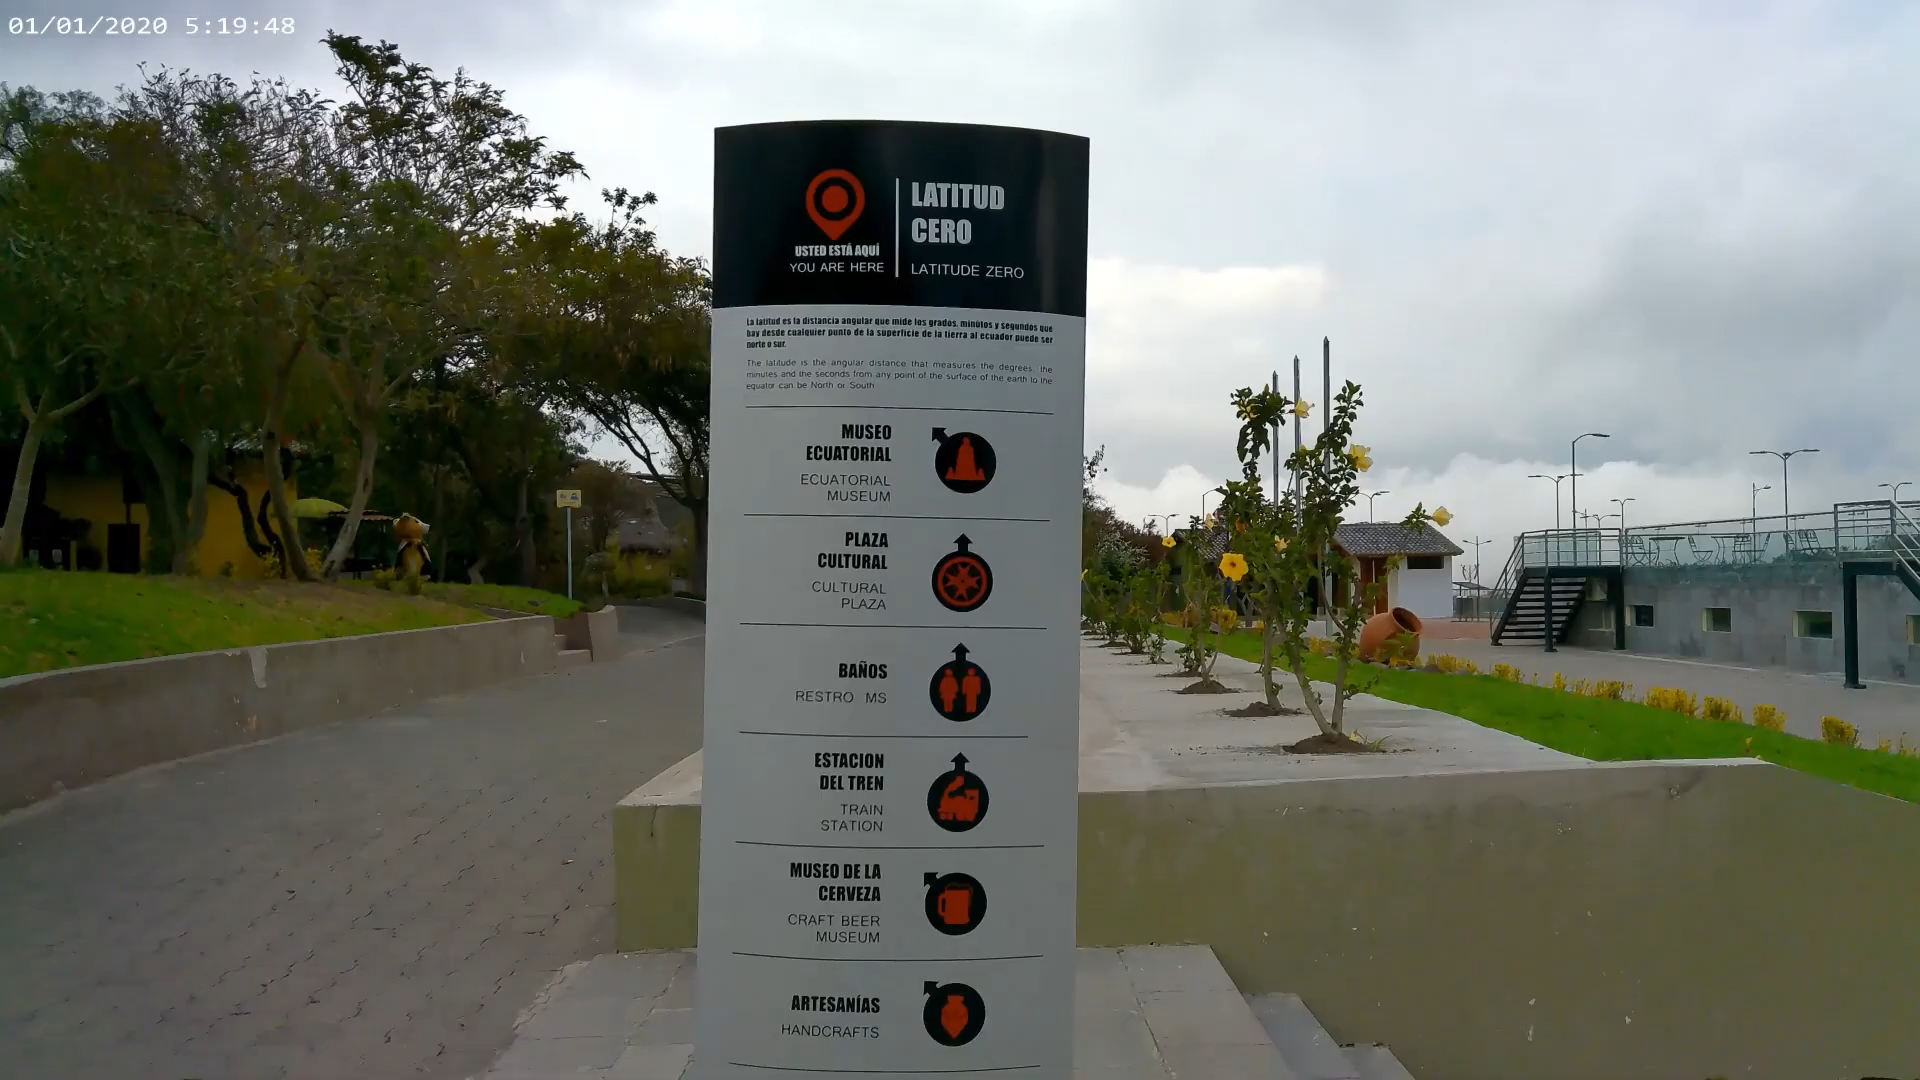 01/01/2020 5:19:48
USTED ESTÁ AQUÍ
YOU ARE HERE
LATITUD
CERO
LATITUDE ZERO
La latitud es la distancia angular que mide los grados, minutos y segundos que
hay desde cualquier punto de la superficie de la tierra al ecuador puede ser
norte o sur.
The latitude is the angular distance that measures the degrees, the
minutes and the seconds from any point of the surface of the earth to the
equator can be North or South
MUSEO
ECUATORIAL
ECUATORIAL
MUSEUM
PLAZA
CULTURAL
CULTURAL
PLAZA
BAÑOS
RESTRO MS
ESTACION
DEL TREN
TRAIN
STATION
MUSEO DE LA
CERVEZA
CRAFT BEER
MUSEUM
ARTESANÍAS
HANDCRAFTS